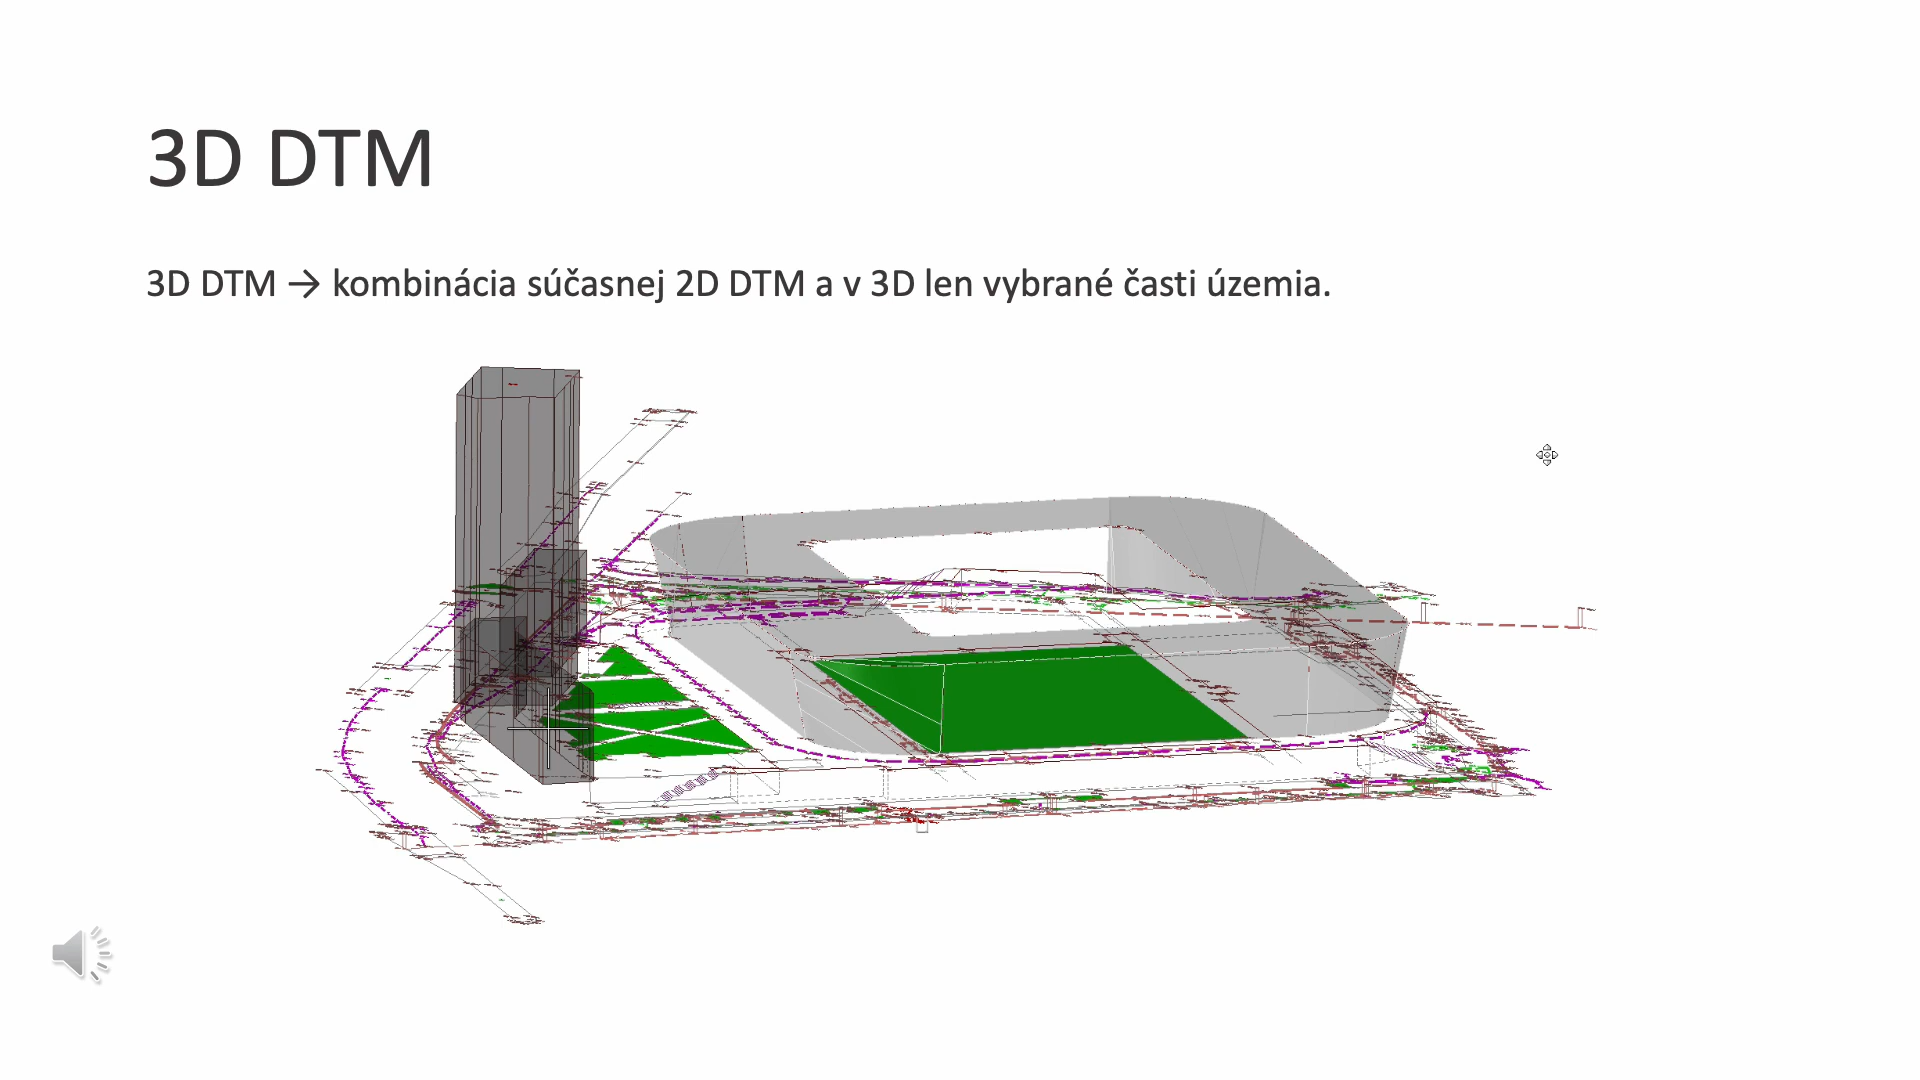 3D DTM
3D DTM → kombinácia súčasnej 2D DTM a v 3D len vybrané časti územia.